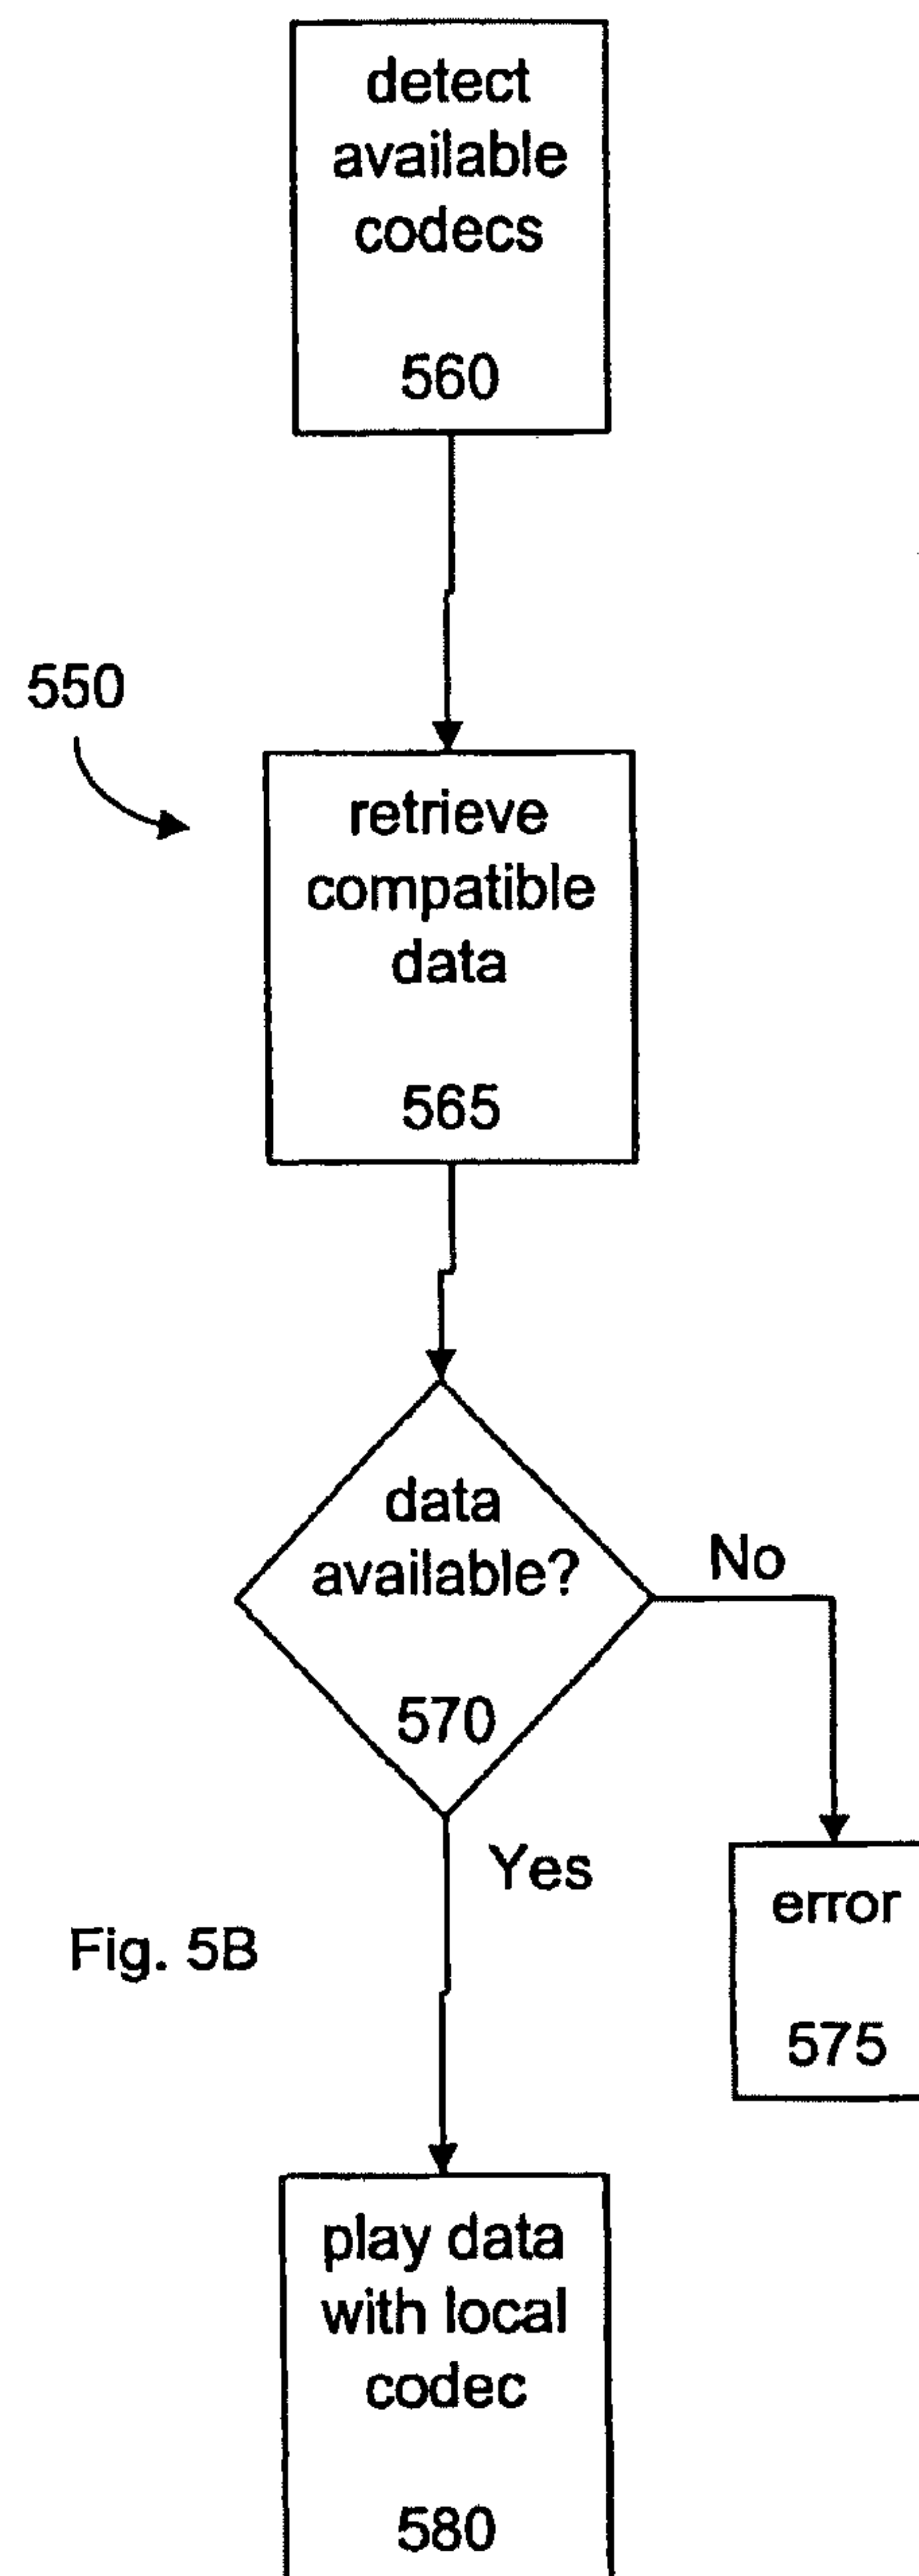 detect
available
codecs
560
550
retrieve
compatible
data
565
data
available?
570
No
Yes
error
575
Fig. 5B
play data
with local
codec
580